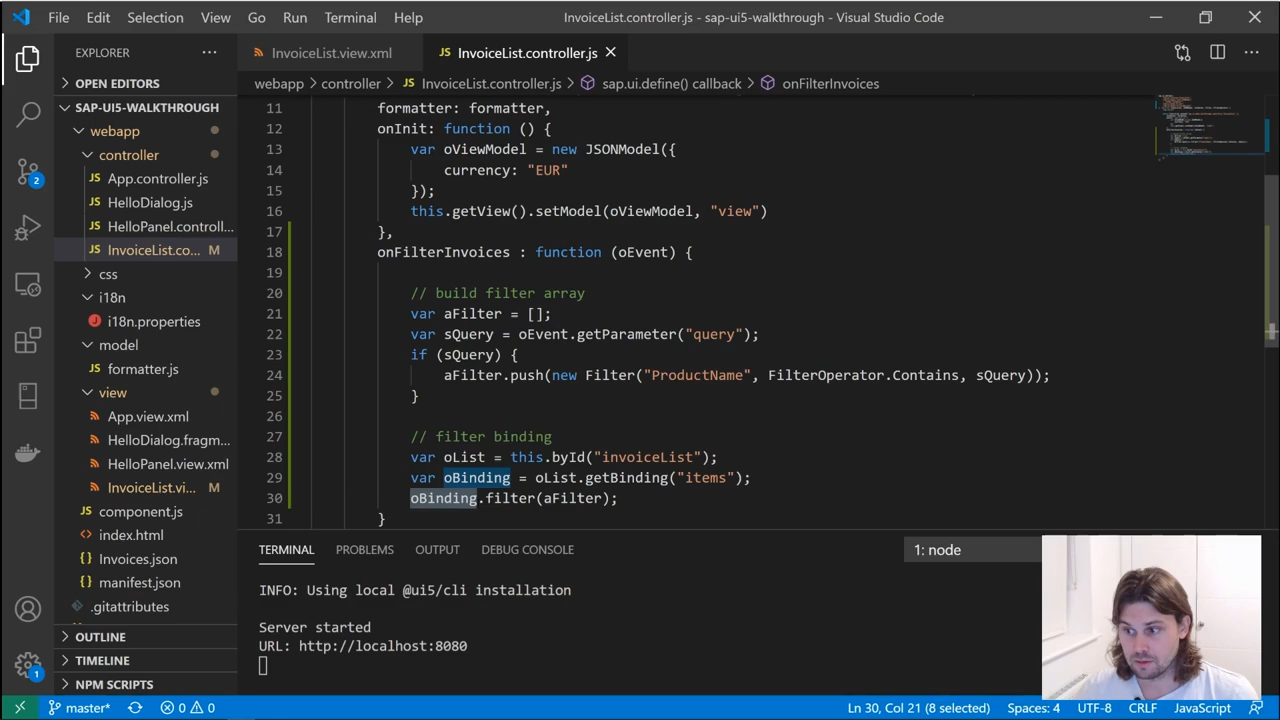 File Edit Selection View Go Run Terminal Help InvoiceList.controller.js - sap-ui5-walkthrough - Visual Studio Code
EXPLORER
InvoiceList.view.xml JS InvoiceList.controller.js
OPEN EDITORS
webapp > controller > JS InvoiceList.controller.js > sap.ui.define() callback > onFilterInvoices
SAP-UI5-WALKTHROUGH
webapp
controller
JS App.controller.js
JS HelloDialog.js
JS HelloPanel.controll...
JS InvoiceList.co... M
css
i18n
i18n.properties
model
JS formatter.js
view
App.view.xml
HelloDialog.fragm...
HelloPanel.view.xml
InvoiceList.vi... M
component.js
index.html
{} Invoices.json
{} manifest.json
.gitattributes
OUTLINE
TIMELINE
NPM SCRIPTS
2
1
11 formatter: formatter,
12 onInit: function () {
13 var oViewModel = new JSONModel({
14 currency: "EUR"
15 });
16 this.getView().setModel(oViewModel, "view")
17 },
18 onFilterInvoices : function (oEvent) {
19
20 // build filter array
21 var aFilter = [];
22 var sQuery = oEvent.getParameter("query");
23 if (sQuery) {
24 aFilter.push(new Filter("ProductName", FilterOperator.Contains, sQuery));
25 }
26
27 // filter binding
28 var oList = this.byId("invoiceList");
29 var oBinding = oList.getBinding("items");
30 oBinding.filter(aFilter);
31 }
TERMINAL PROBLEMS OUTPUT DEBUG CONSOLE 1: node
INFO: Using local @ui5/cli installation
Server started
URL: http://localhost:8080
master* 0 0 Ln 30, Col 21 (8 selected) Spaces: 4 UTF-8 CRLF JavaScript